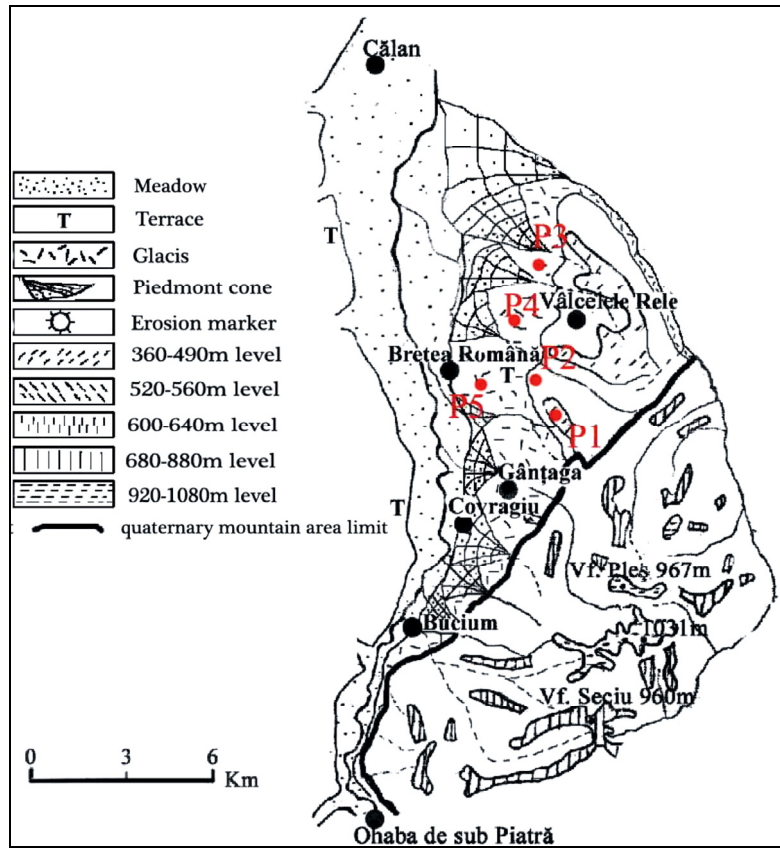 Călan
Meadow
T
Terrace
T
Glacis
P3
Piedmont cone
Vâlcelele Rele
P4
Erosion marker
Bretea Română
360-490m level
T
P2
520-560m level
P5
P1
600-640m level
680-880m level
Gânţaga
920-1080m level
T
Covragiu
quaternary mountain area limit
Vf. Pleș 967m
1031m
Bucium
Vf. Seciu 960m
0 3 6
Km
Ohaba de sub Piatră